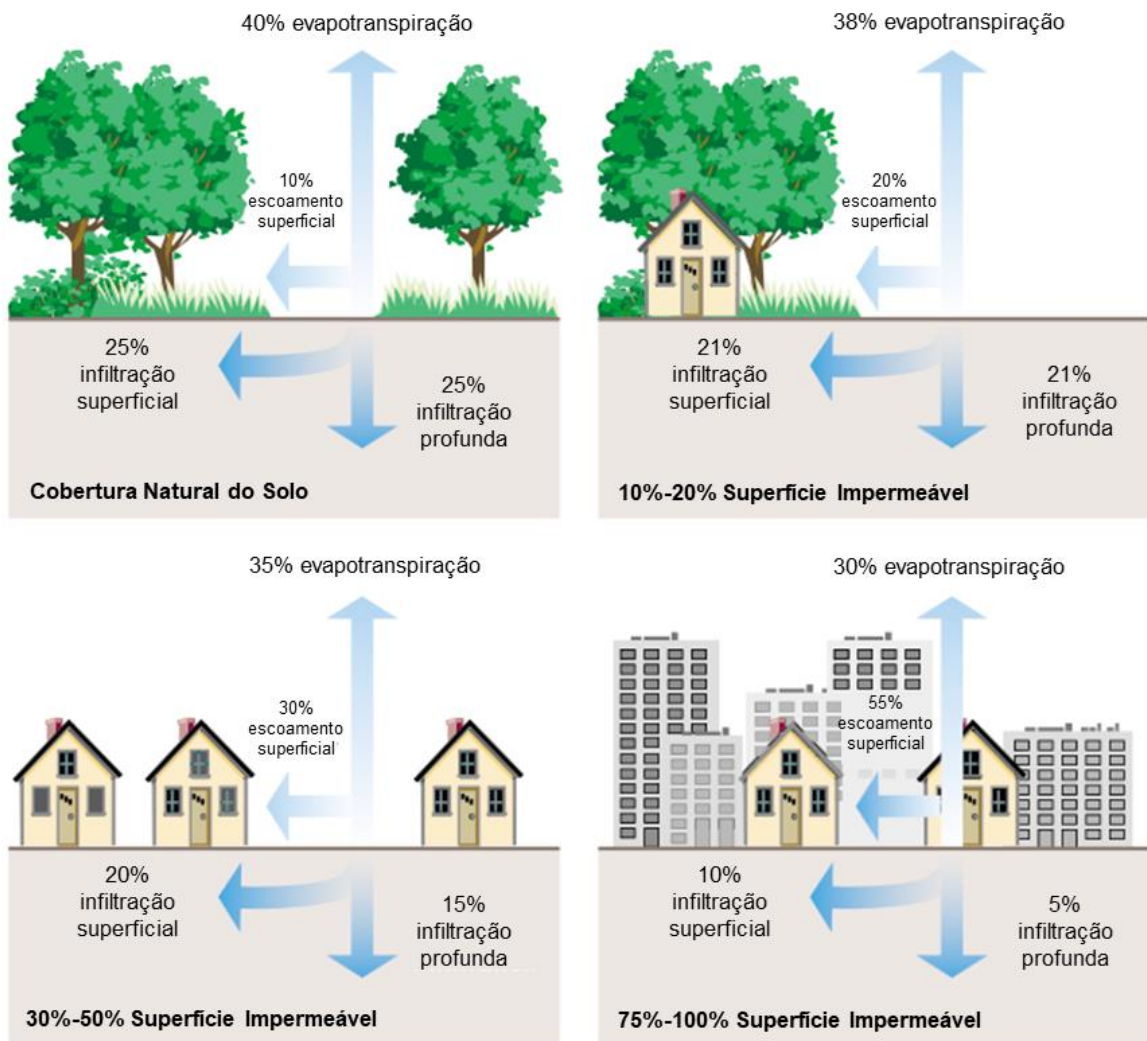 40% evapotranspiração
10%
escoamento
superficial
25%
infiltração
superficial
25%
infiltração
profunda
Cobertura Natural do Solo
38% evapotranspiração
20%
escoamento
superficial
21%
infiltração
superficial
21%
infiltração
profunda
10%-20% Superfície Impermeável
35% evapotranspiração
30%
escoamento
superficial
20%
infiltração
superficial
15%
infiltração
profunda
30%-50% Superfície Impermeável
30% evapotranspiração
55%
escoamento
superficial
10%
infiltração
superficial
5%
infiltração
profunda
75%-100% Superfície Impermeável